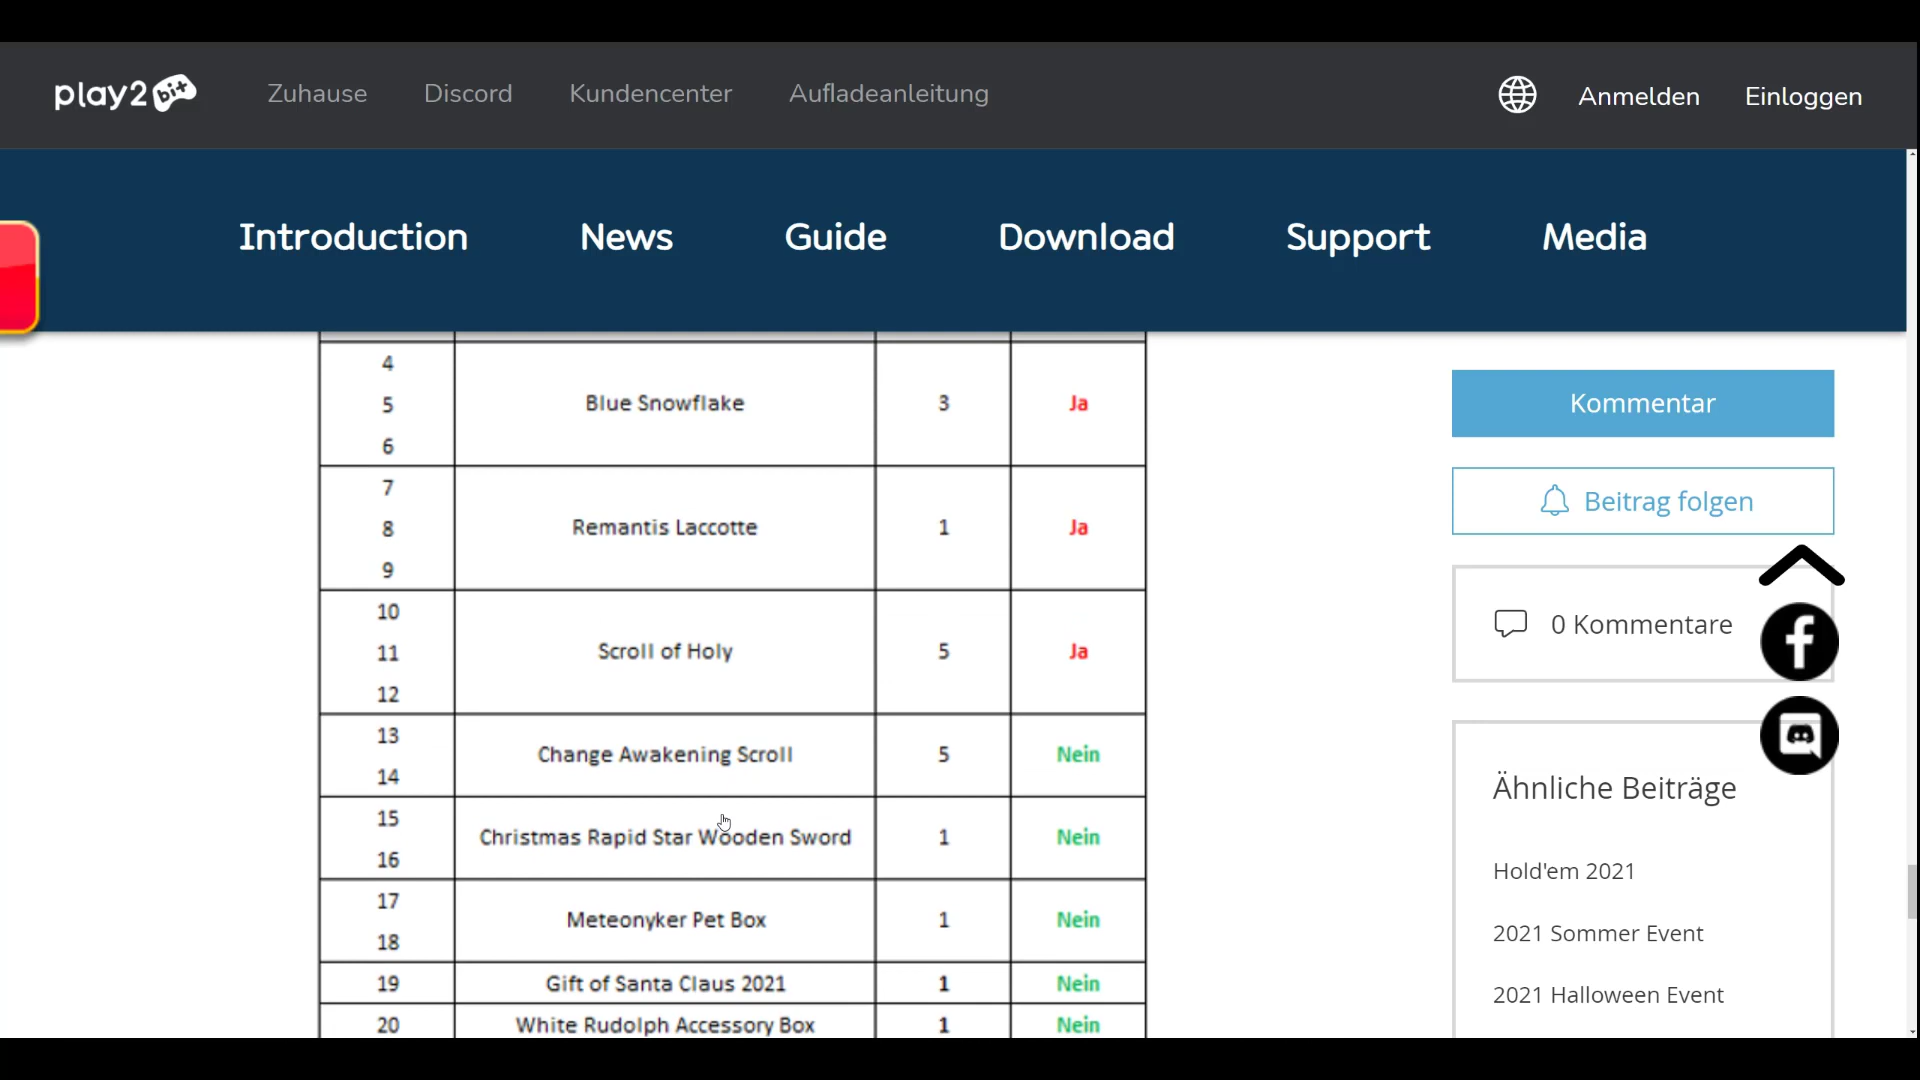 play2bit Zuhause Discord Kundencenter Aufladeanleitung Anmelden Einloggen
Introduction News Guide Download Support Media
4
5 Blue Snowflake 3 Ja
6
7
8 Remantis Laccotte 1 Ja
9
10
11 Scroll of Holy 5 Ja
12
13
Change Awakening Scroll 5 Nein
14
15
Christmas Rapid Star Wooden Sword 1 Nein
16
17
Meteonyker Pet Box 1 Nein
18
19 Gift of Santa Claus 2021 1 Nein
20 White Rudolph Accessory Box 1 Nein
Kommentar
Beitrag folgen
0 Kommentare
Ähnliche Beiträge
Hold'em 2021
2021 Sommer Event
2021 Halloween Event